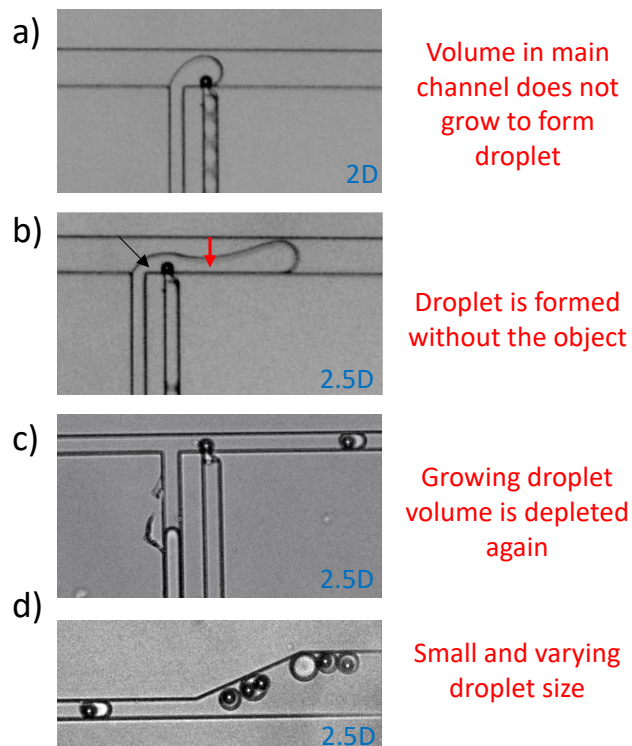 a)
Volume in main
channel does not
grow to form
droplet
2D
b)
Droplet is formed
without the object
2.5D
c)
Growing droplet
volume is depleted
again
2.5D
d)
Small and varying
droplet size
2.5D